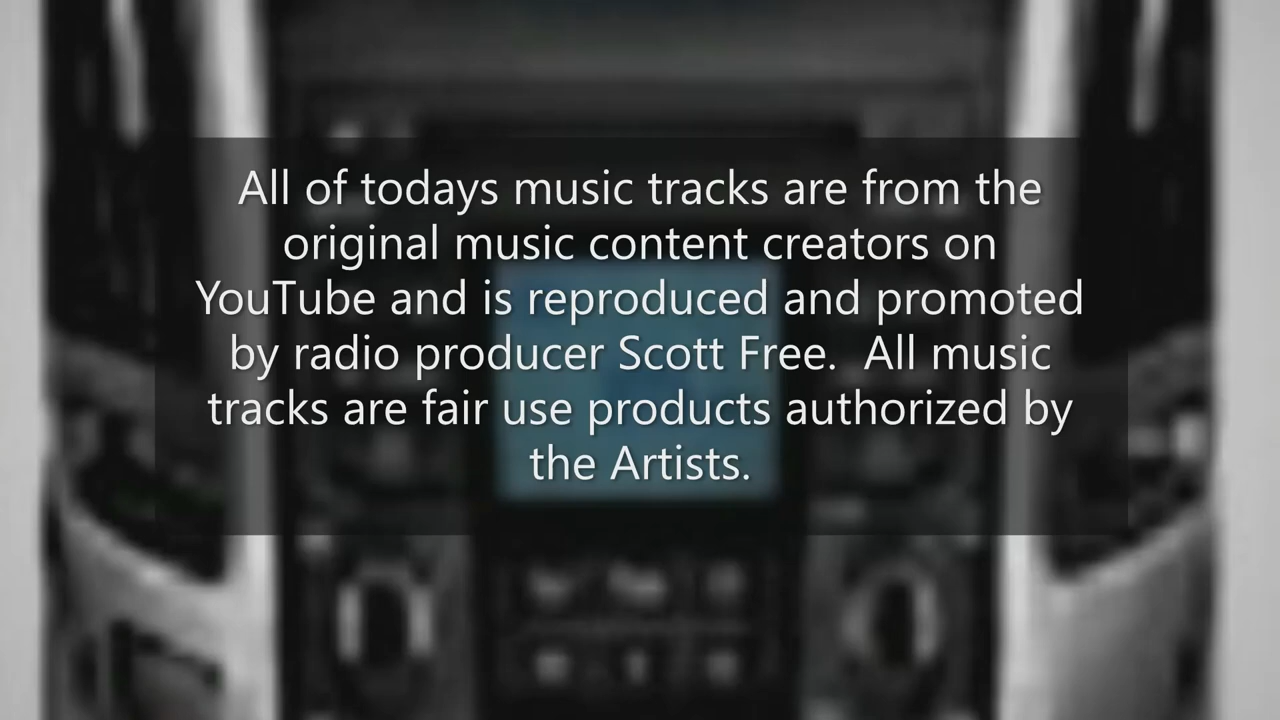 All of todays music tracks are from the
original music content creators on
YouTube and is reproduced and promoted
by radio producer Scott Free.  All music
tracks are fair use products authorized by
the Artists.